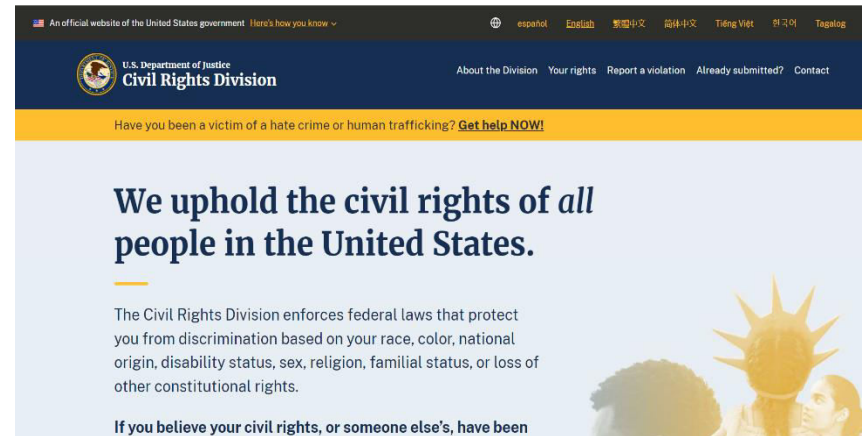 An official website of the United States government Here's how you know
español English 繁體中文 简体中文 Tiếng Việt 한국어 Tagalog
U.S. Department of Justice
Civil Rights Division
About the Division Your rights Report a violation Already submitted? Contact
Have you been a victim of a hate crime or human trafficking? Get help NOW!
We uphold the civil rights of all
people in the United States.
The Civil Rights Division enforces federal laws that protect
you from discrimination based on your race, color, national
origin, disability status, sex, religion, familial status, or loss of
other constitutional rights.
If you believe your civil rights, or someone else's, have been